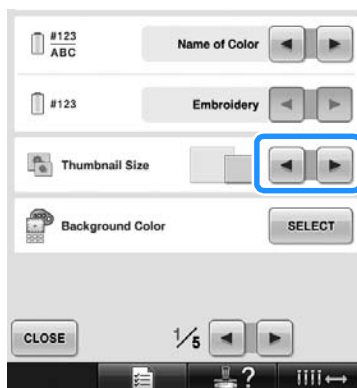 #123
ABC
Name of Color
#123
Embroidery
Thumbnail Size
Background Color
SELECT
CLOSE
1/5
?